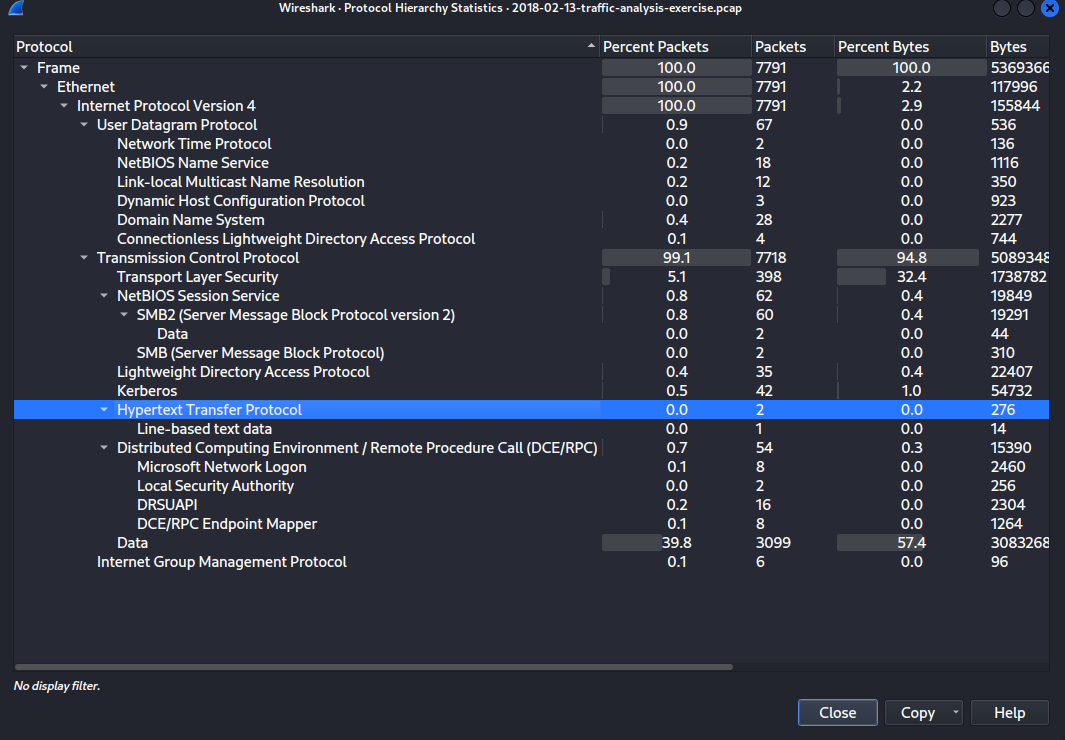 Wireshark · Protocol Hierarchy Statistics · 2018-02-13-traffic-analysis-exercise.pcap
Protocol Percent Packets Packets Percent Bytes Bytes
Frame 100.0 7791 100.0 5369366
Ethernet 100.0 7791 2.2 117996
Internet Protocol Version 4 100.0 7791 2.9 155844
User Datagram Protocol 0.9 67 0.0 536
Network Time Protocol 0.0 2 0.0 136
NetBIOS Name Service 0.2 18 0.0 1116
Link-local Multicast Name Resolution 0.2 12 0.0 350
Dynamic Host Configuration Protocol 0.0 3 0.0 923
Domain Name System 0.4 28 0.0 2277
Connectionless Lightweight Directory Access Protocol 0.1 4 0.0 744
Transmission Control Protocol 99.1 7718 94.8 5089348
Transport Layer Security 5.1 398 32.4 1738782
NetBIOS Session Service 0.8 62 0.4 19849
SMB2 (Server Message Block Protocol version 2) 0.8 60 0.4 19291
Data 0.0 2 0.0 44
SMB (Server Message Block Protocol) 0.0 2 0.0 310
Lightweight Directory Access Protocol 0.4 35 0.4 22407
Kerberos 0.5 42 1.0 54732
Hypertext Transfer Protocol 0.0 2 0.0 276
Line-based text data 0.0 1 0.0 14
Distributed Computing Environment / Remote Procedure Call (DCE/RPC) 0.7 54 0.3 15390
Microsoft Network Logon 0.1 8 0.0 2460
Local Security Authority 0.0 2 0.0 256
DRSUAPI 0.2 16 0.0 2304
DCE/RPC Endpoint Mapper 0.1 8 0.0 1264
Data 39.8 3099 57.4 3083268
Internet Group Management Protocol 0.1 6 0.0 96
No display filter.
Close Copy Help